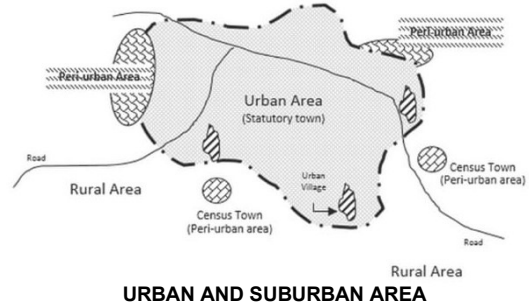 Peri-urban Area
Peri-urban Area
Urban Area
(Statutory town)
Road
Rural Area
Urban
Village
Census Town
(Peri-urban area)
Census Town
(Peri-urban area)
Road
Rural Area
URBAN AND SUBURBAN AREA